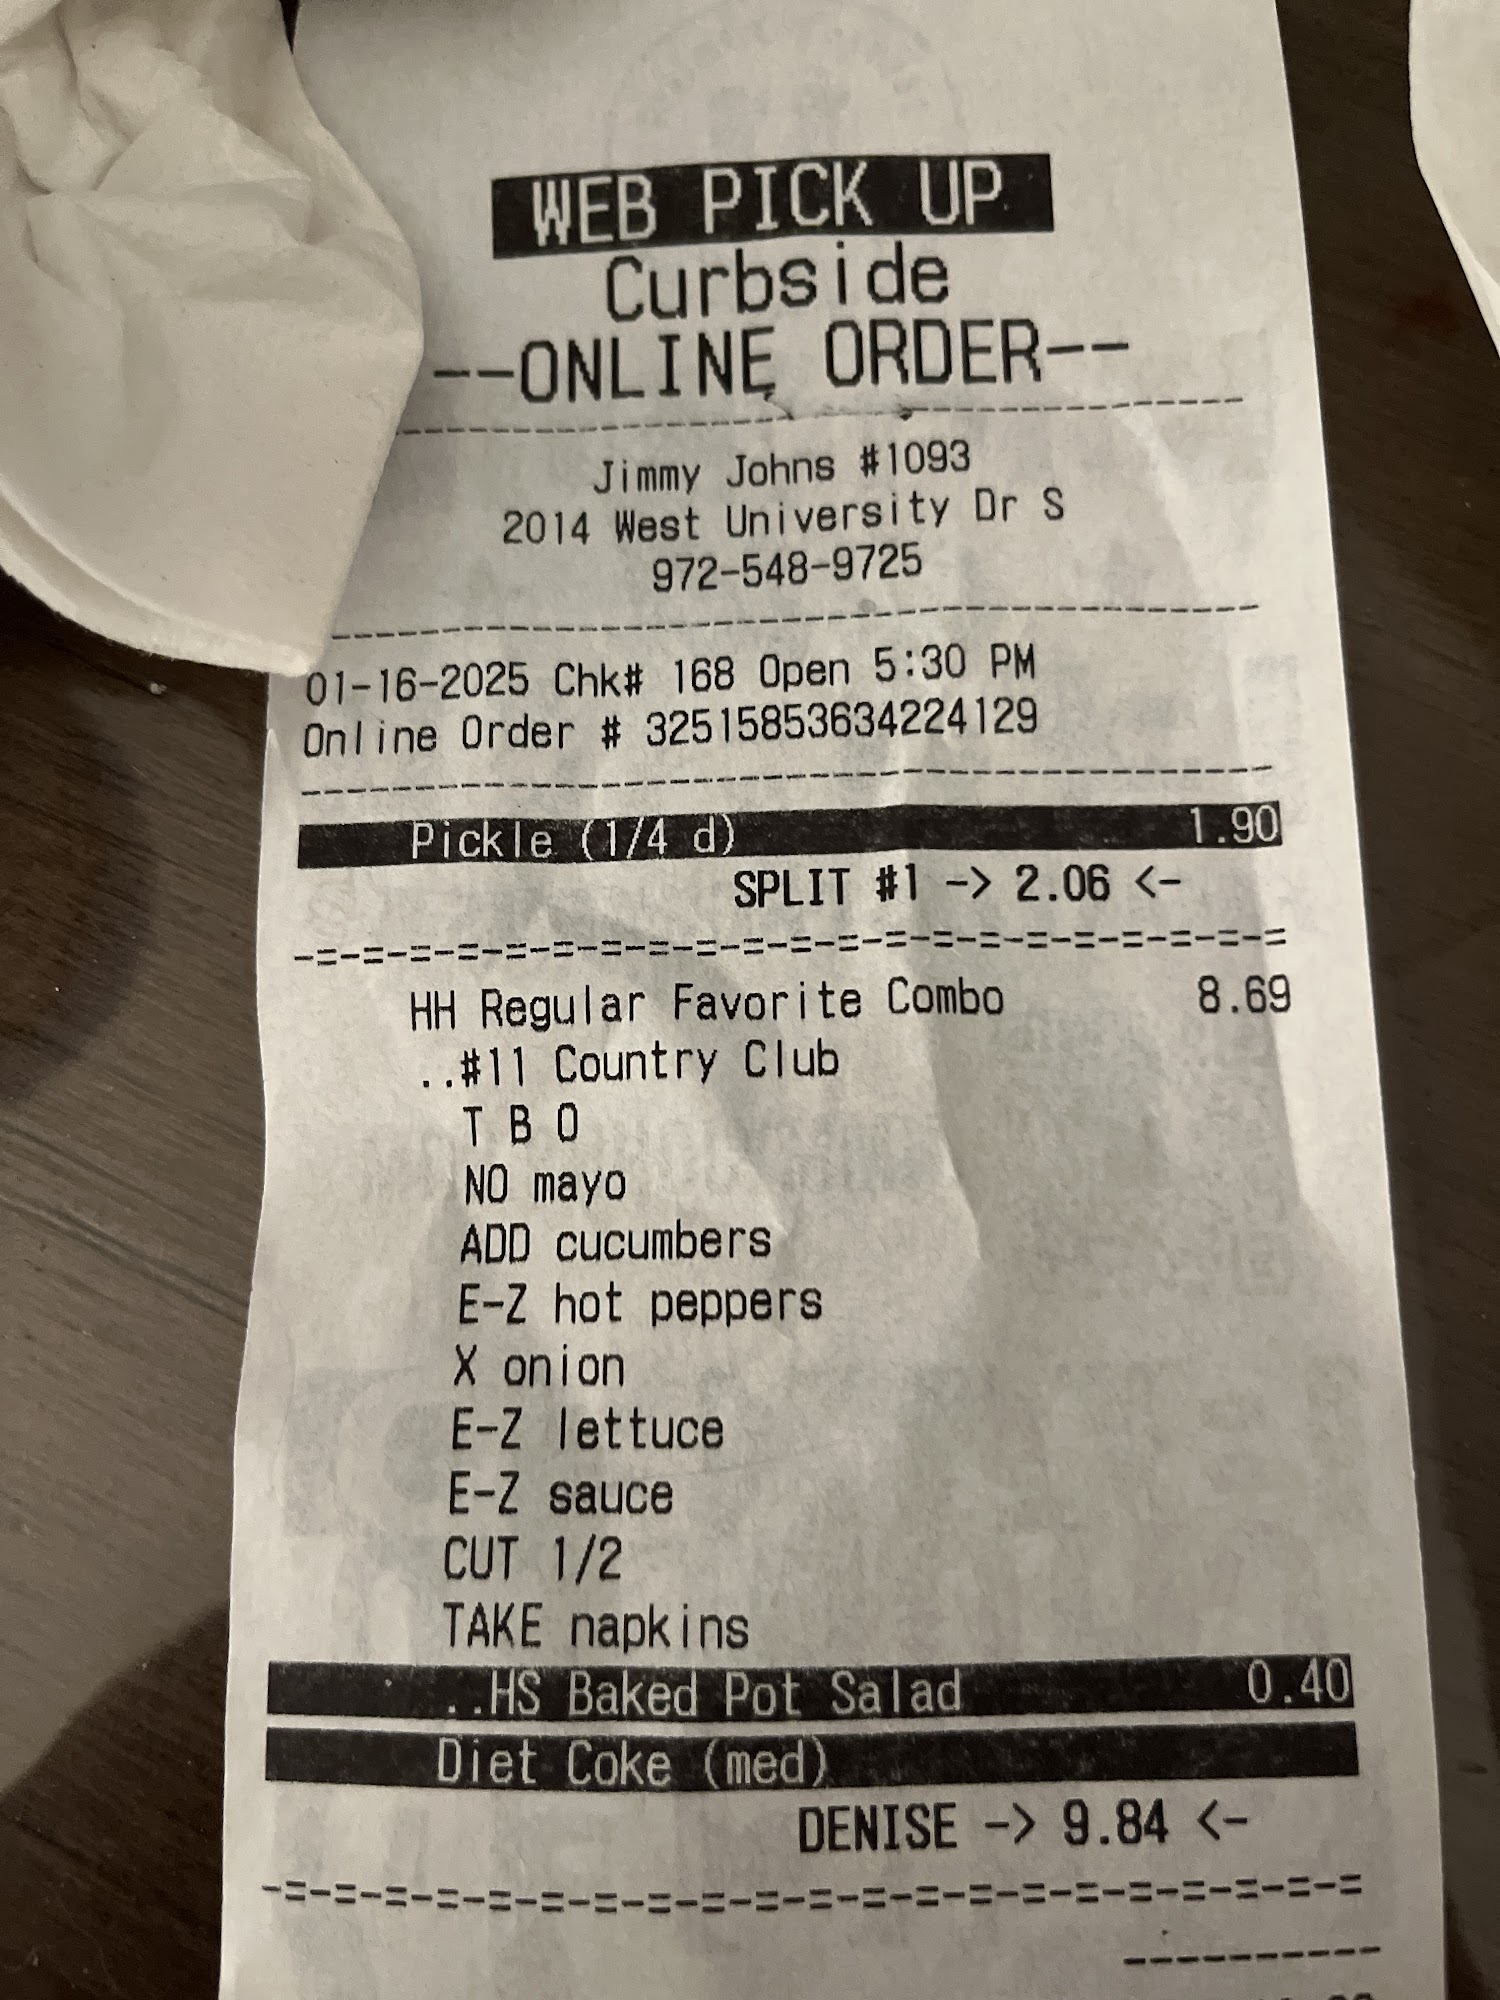 WEB PICK UP
Curbside
--ONLINE ORDER--
Jimmy Johns #1093
2014 West University Dr S
972-548-9725
01-16-2025 Chk# 168 Open 5:30 PM
Online Order # 32515853634224129
Pickle (1/4 d) 1.90
SPLIT #1 -> 2.06 <-
-=-=-=-=-=-=-=-=-=-=-=-=-=-=-=-=-=-=-=-=-=
HH Regular Favorite Combo 8.69
..#11 Country Club
T B O
NO mayo
ADD cucumbers
E-Z hot peppers
X onion
E-Z lettuce
E-Z sauce
CUT 1/2
TAKE napkins
..HS Baked Pot Salad 0.40
Diet Coke (med)
DENISE -> 9.84 <-
-=-=-=-=-=-=-=-=-=-=-=-=-=-=-=-=-=-=-=-=-=